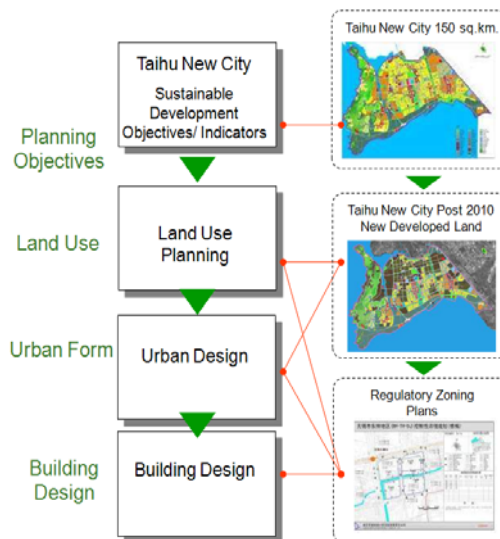 Taihu New City
Sustainable
Development
Objectives/ Indicators
Planning
Objectives
Land Use
Land Use
Planning
Urban Form
Urban Design
Building
Design
Building Design
Taihu New City 150 sq.km.
Taihu New City Post 2010
New Developed Land
Regulatory Zoning
Plans